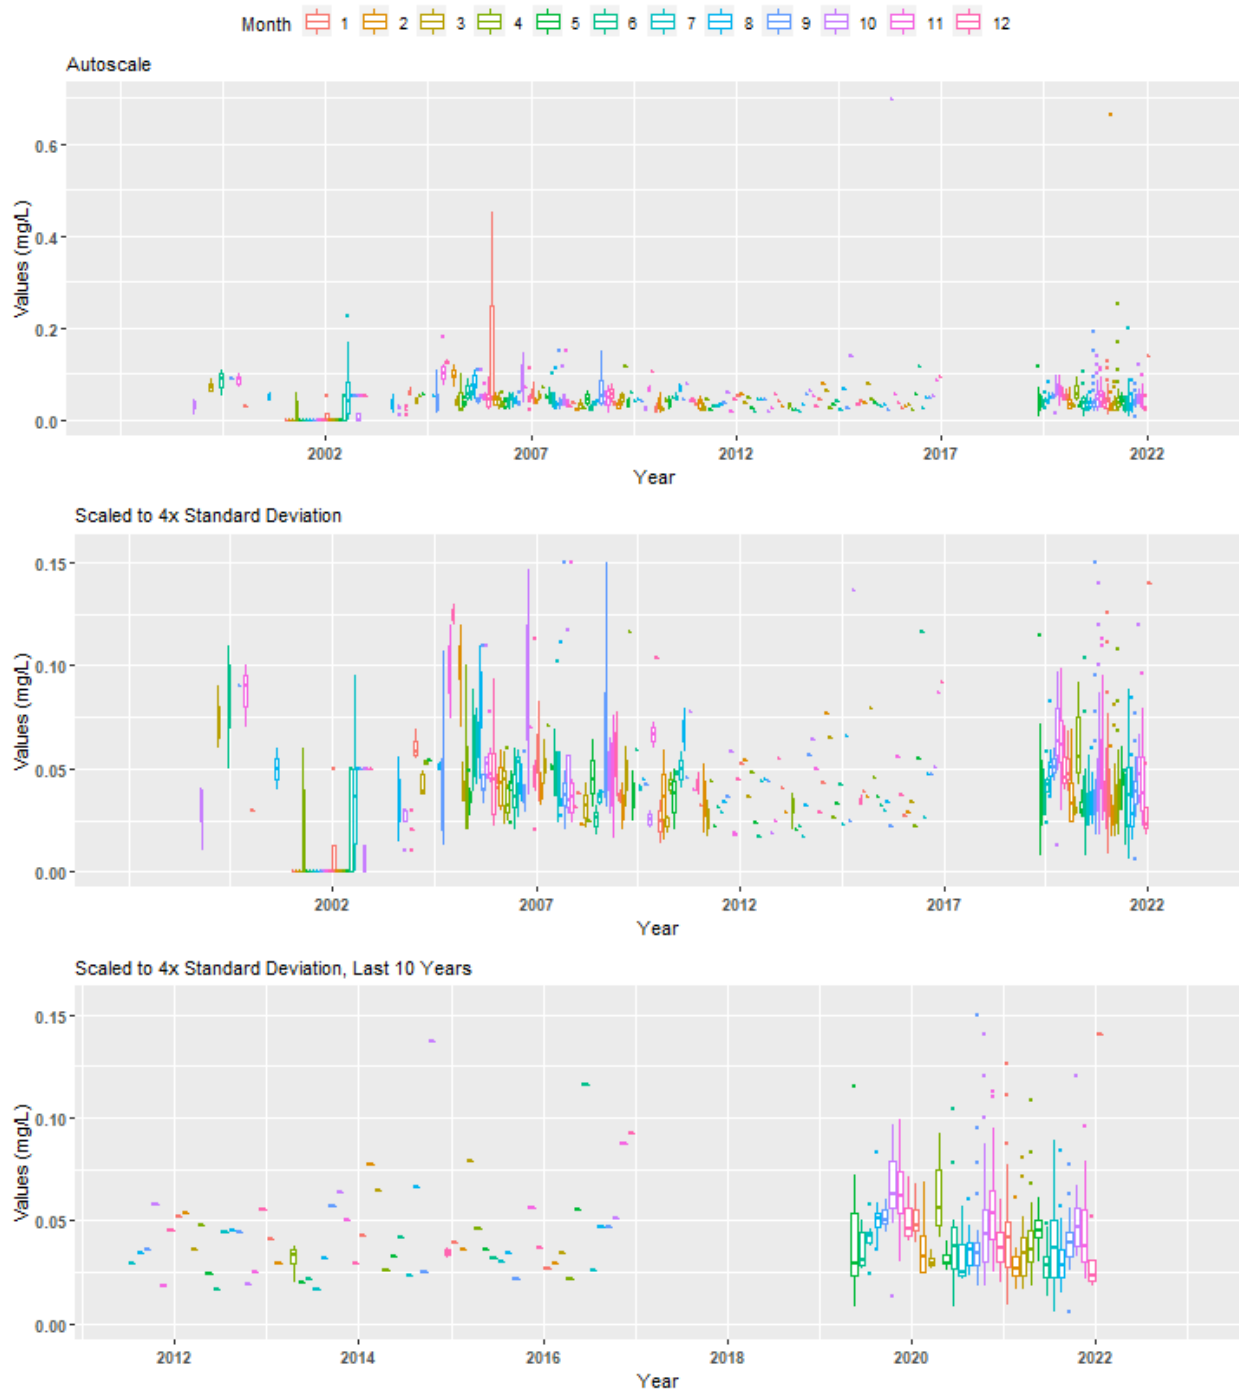 Month 1 2 3 4 5 6 7 8 9 10 11 12
Autoscale
Values (mg/L)
0.6
0.4
0.2
0.0
2002 2007 2012 2017 2022
Year
Scaled to 4x Standard Deviation
Values (mg/L)
0.15
0.10
0.05
0.00
2002 2007 2012 2017 2022
Year
Scaled to 4x Standard Deviation, Last 10 Years
Values (mg/L)
0.15
0.10
0.05
0.00
2012 2014 2016 2018 2020 2022
Year